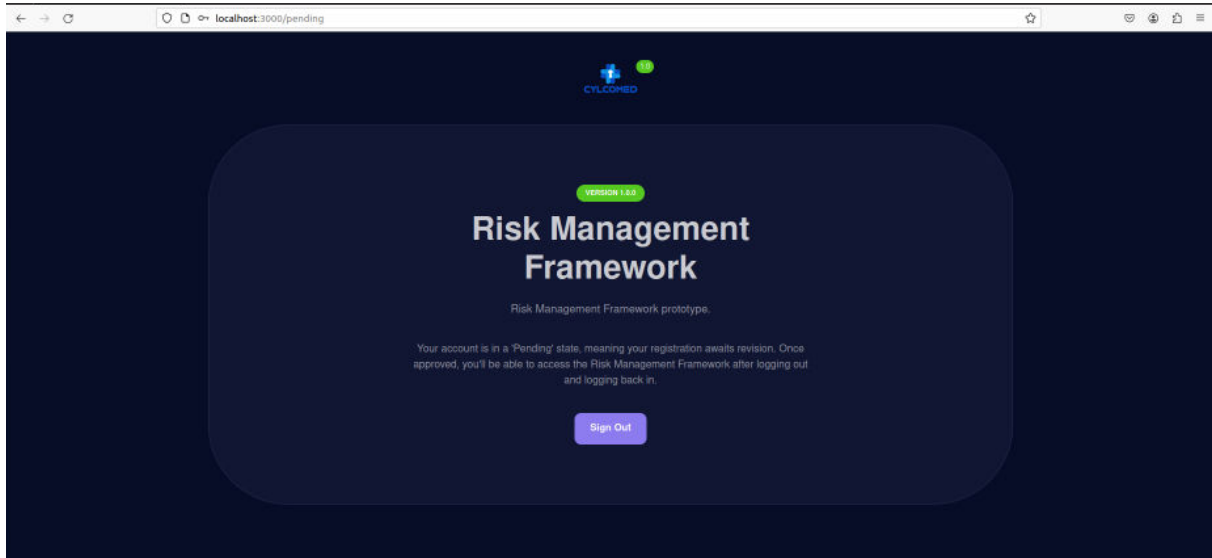 localhost:3000/pending
1.0
CYLCOMED
VERSION 1.0.0
Risk Management
Framework
Risk Management Framework prototype.
Your account is in a 'Pending' state, meaning your registration awaits revision. Once
approved, you'll be able to access the Risk Management Framework after logging out
and logging back in.
Sign Out